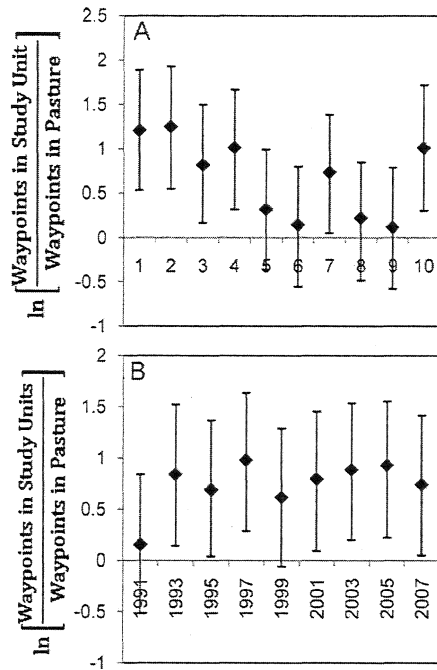 A
ln [Waypoints in Study Unit / Waypoints in Pasture]
2
1.5
1
0.5
0
-0.5
-1
1 2 3 4 5 6 7 8 9 10
B
ln [Waypoints in Study Units / Waypoints in Pasture]
2
1.5
1
0.5
0
-0.5
-1
1991 1993 1995 1997 1999 2001 2003 2005 2007